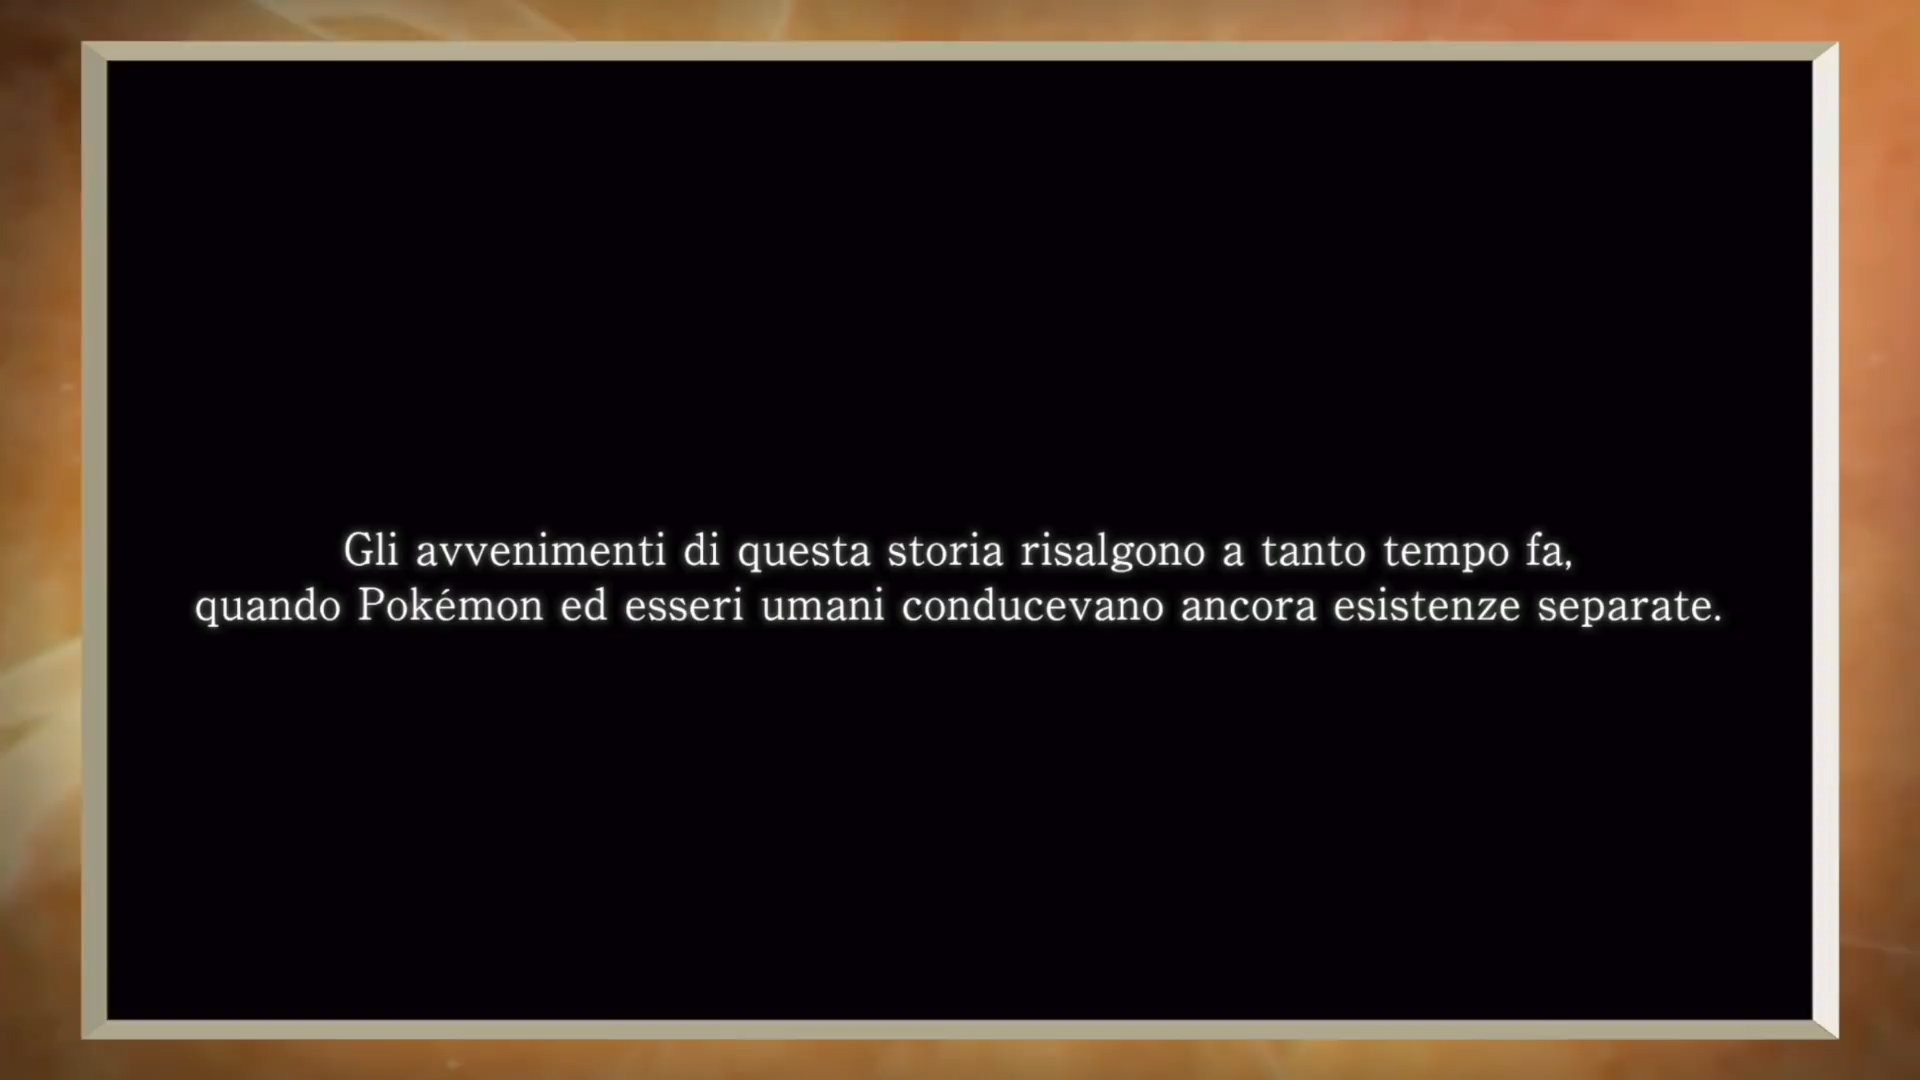 Gli avvenimenti di questa storia risalgono a tanto tempo fa,
quando Pokémon ed esseri umani conducevano ancora esistenze separate.